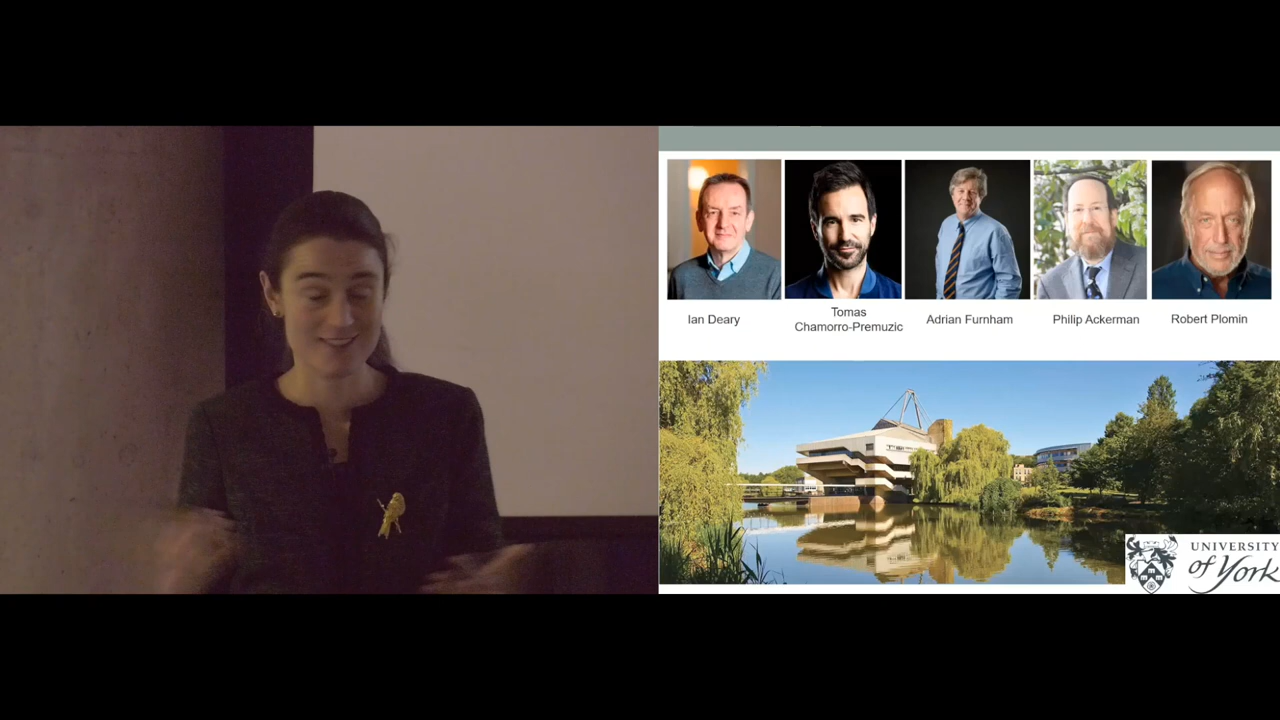 Ian Deary
Tomas
Chamorro-Premuzic
Adrian Furnham
Philip Ackerman
Robert Plomin
UNIVERSITY
of York